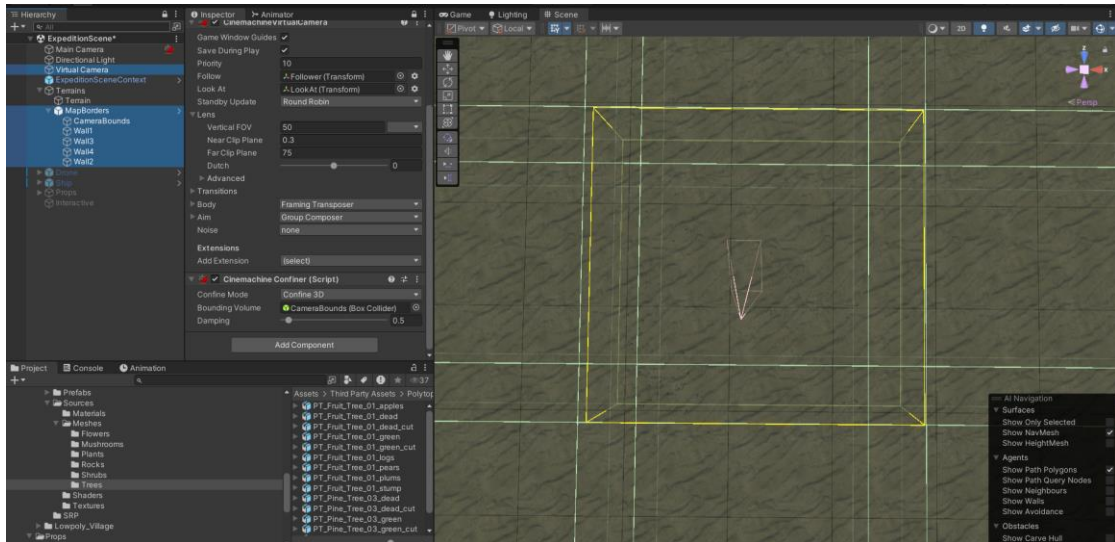 Hierarchy
All
ExpeditionScene*
Main Camera
Directional Light
Virtual Camera
ExpeditionSceneContext
Terrains
Terrain
MapBorders
CameraBounds
Wall1
Wall3
Wall4
Wall2
Drone
Ship
Props
Interactive
Inspector
Animator
CinemachineVirtualCamera
Game Window Guides
Save During Play
Priority
10
Follow
Follower (Transform)
Look At
LookAt (Transform)
Standby Update
Round Robin
Lens
Vertical FOV
50
Near Clip Plane
0.3
Far Clip Plane
75
Dutch
0
Advanced
Transitions
Body
Framing Transposer
Aim
Group Composer
Noise
none
Extensions
Add Extension
(select)
Cinemachine Confiner (Script)
Confine Mode
Confine 3D
Bounding Volume
CameraBounds (Box Collider)
Damping
0.5
Add Component
Game
Lighting
Scene
Pivot
Local
2D
z
x
Persp
Project
Console
Animation
37
Prefabs
Sources
Materials
Meshes
Flowers
Mushrooms
Plants
Rocks
Shrubs
Trees
Shaders
Textures
SRP
Lowpoly_Village
Props
Assets > Third Party Assets > Polytop
PT_Fruit_Tree_01_apples
PT_Fruit_Tree_01_dead
PT_Fruit_Tree_01_dead_cut
PT_Fruit_Tree_01_green
PT_Fruit_Tree_01_green_cut
PT_Fruit_Tree_01_logs
PT_Fruit_Tree_01_pears
PT_Fruit_Tree_01_plums
PT_Fruit_Tree_01_stump
PT_Pine_Tree_03_dead
PT_Pine_Tree_03_dead_cut
PT_Pine_Tree_03_green
PT_Pine_Tree_03_green_cut
AI Navigation
Surfaces
Show Only Selected
Show NavMesh
Show HeightMesh
Agents
Show Path Polygons
Show Path Query Nodes
Show Neighbours
Show Walls
Show Avoidance
Obstacles
Show Carve Hull